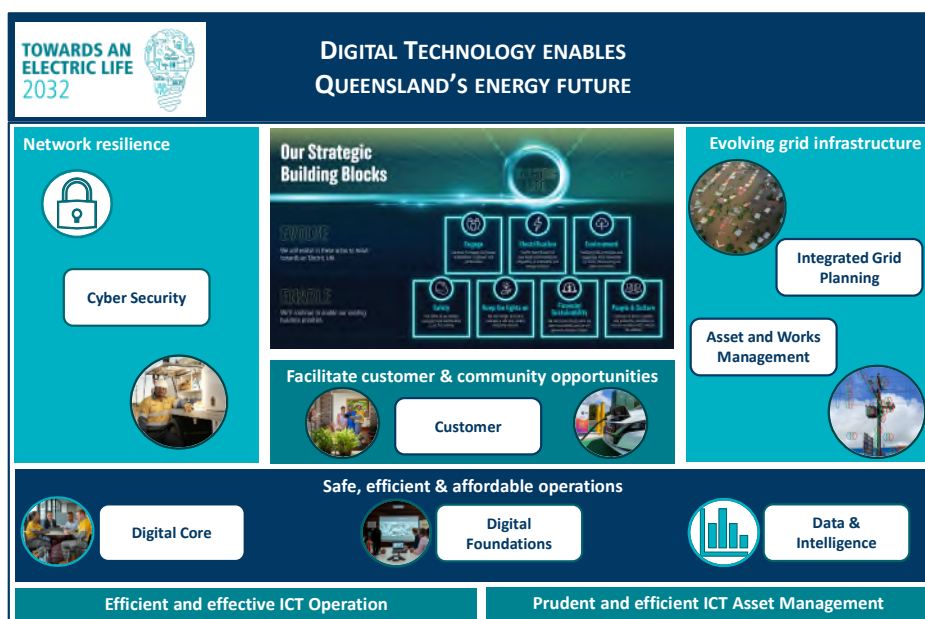 TOWARDS AN
ELECTRIC LIFE
2032
DIGITAL TECHNOLOGY ENABLES
QUEENSLAND'S ENERGY FUTURE
Network resilience
Cyber Security
Our Strategic
Building Blocks
EVOLVE
ENABLE
Engage
Electrification
Environment
Safety
Keep the lights on
Financial
Sustainability
People & Culture
Facilitate customer & community opportunities
Customer
Evolving grid infrastructure
Integrated Grid
Planning
Asset and Works
Management
Safe, efficient & affordable operations
Digital Core
Digital
Foundations
Data &
Intelligence
Efficient and effective ICT Operation
Prudent and efficient ICT Asset Management